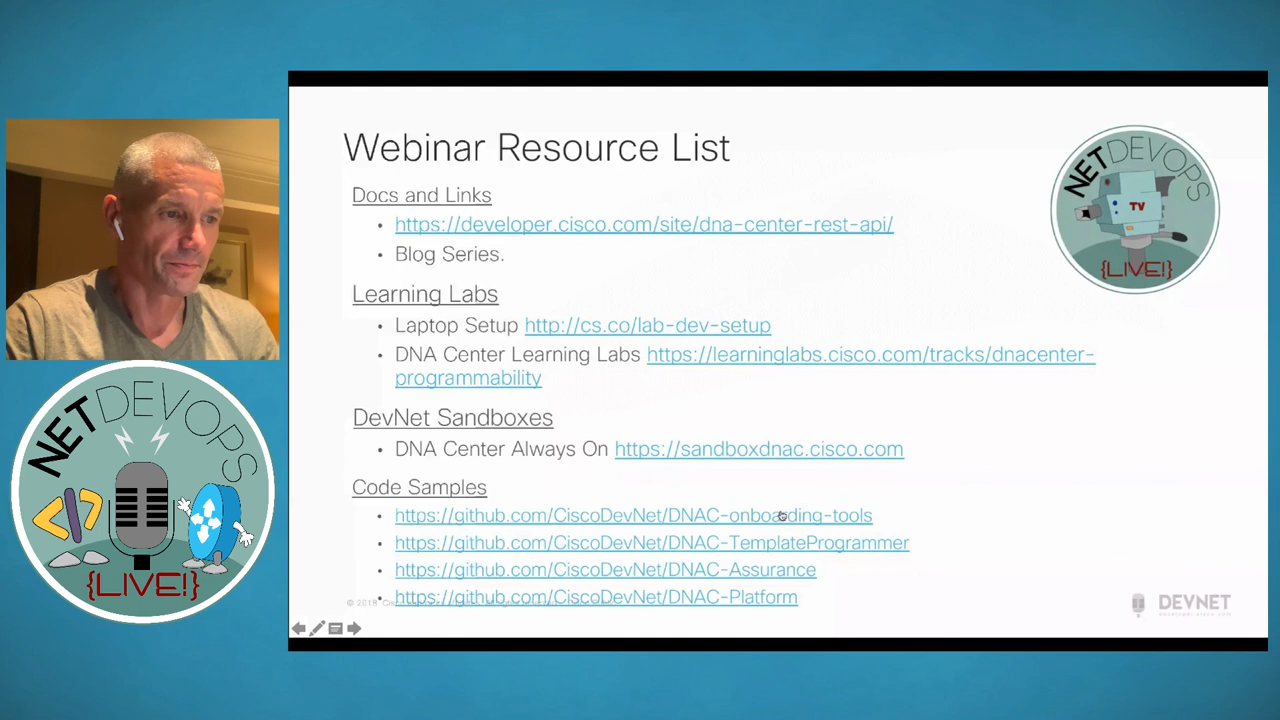 Webinar Resource List
NETDEVOPS
TV
{LIVE!}
Docs and Links
• https://developer.cisco.com/site/dna-center-rest-api/
• Blog Series.
Learning Labs
• Laptop Setup http://cs.co/lab-dev-setup
• DNA Center Learning Labs https://learninglabs.cisco.com/tracks/dnacenter-
programmability
DevNet Sandboxes
• DNA Center Always On https://sandboxdnac.cisco.com
Code Samples
• https://github.com/CiscoDevNet/DNAC-onboarding-tools
• https://github.com/CiscoDevNet/DNAC-TemplateProgrammer
• https://github.com/CiscoDevNet/DNAC-Assurance
• https://github.com/CiscoDevNet/DNAC-Platform
© 2018
DEVNET
developer.cisco.com
NETDEVOPS
</>
{LIVE!}